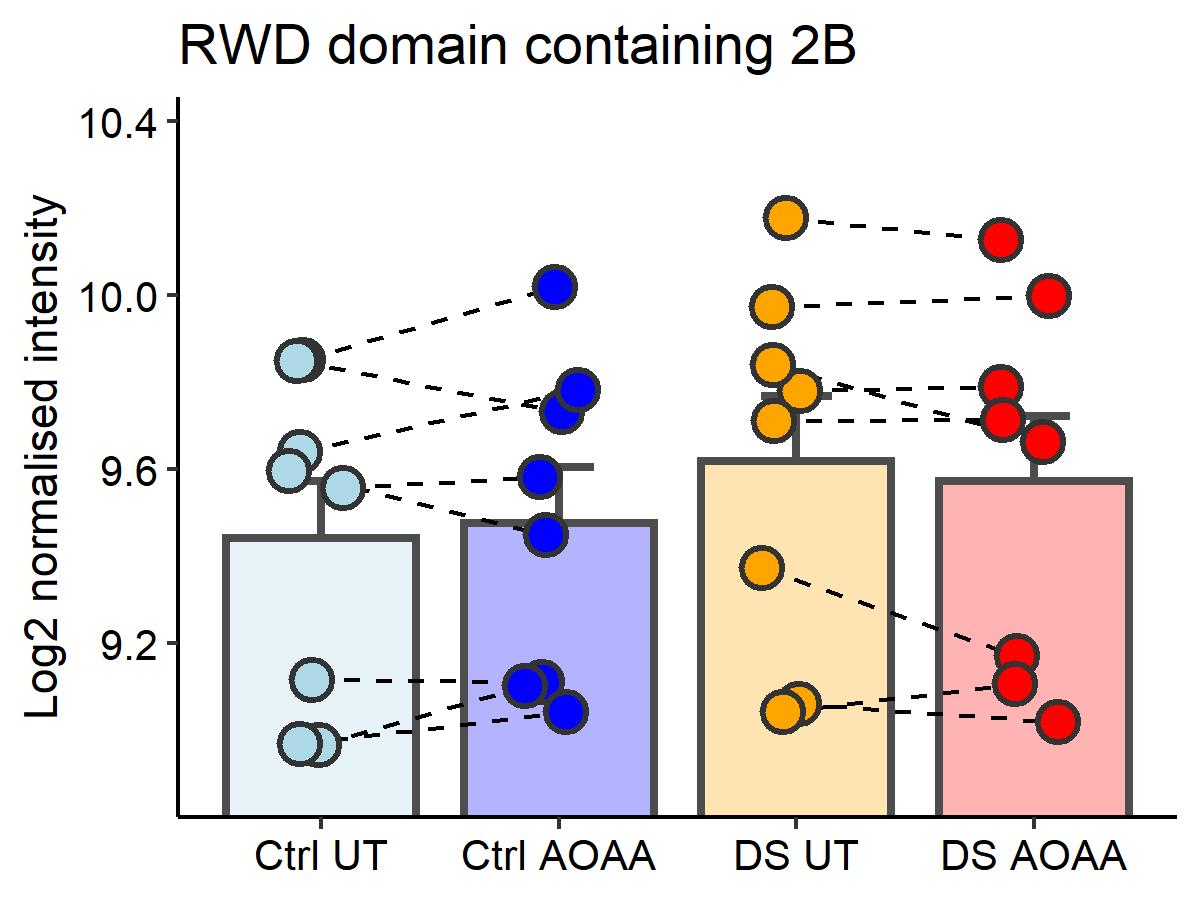 RWD domain containing 2B
Log2 normalised intensity
10.4
10.0
9.6
9.2
Ctrl UT
Ctrl AOAA
DS UT
DS AOAA